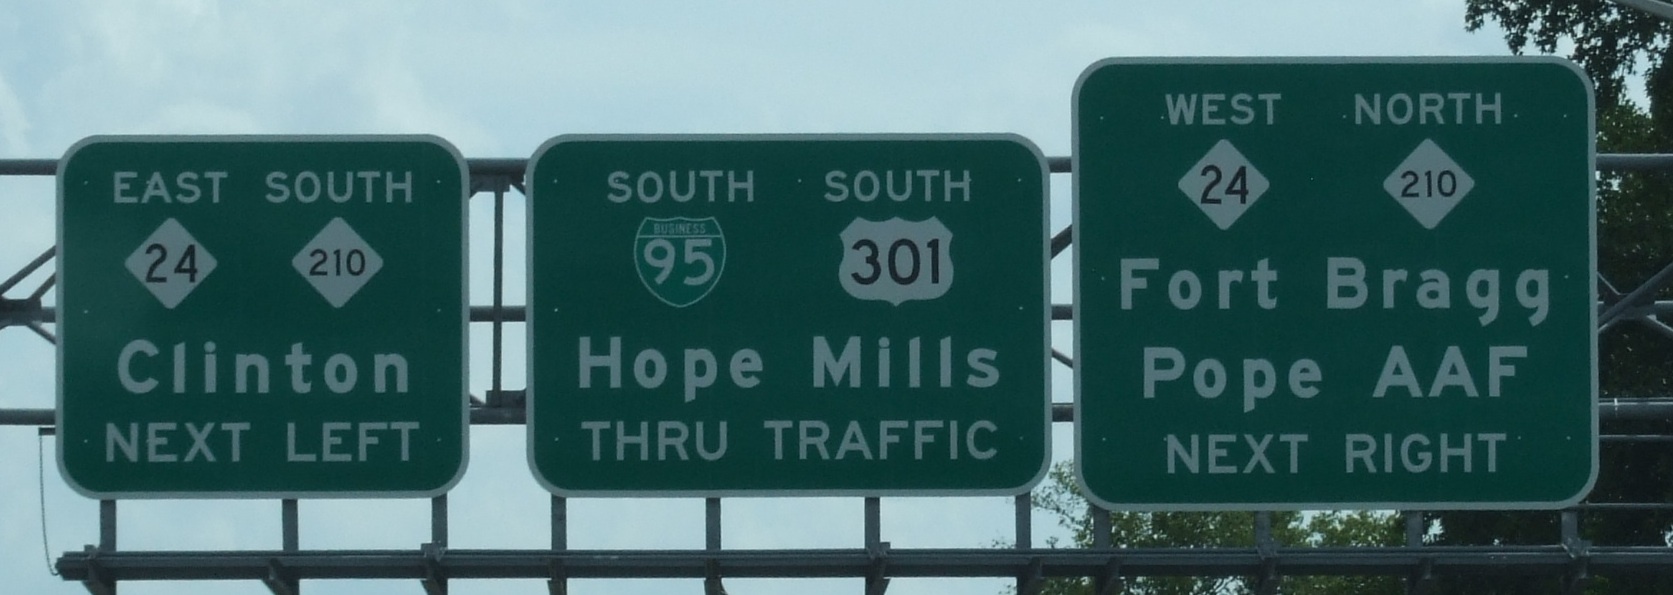 EAST SOUTH
24 210
Clinton
NEXT LEFT
SOUTH SOUTH
BUSINESS
95 301
Hope Mills
THRU TRAFFIC
WEST NORTH
24 210
Fort Bragg
Pope AAF
NEXT RIGHT